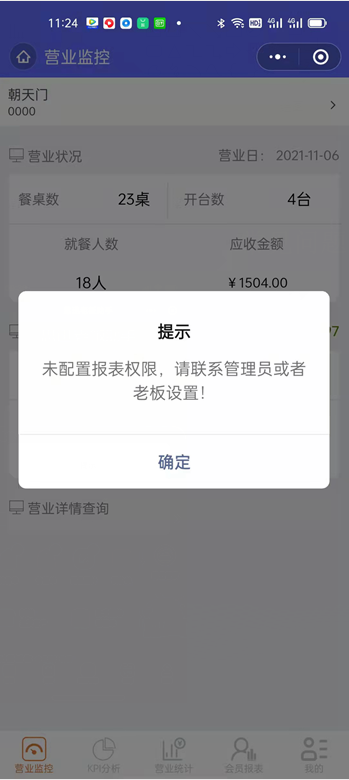 11:24
营业监控
朝天门
0000
营业状况
营业日： 2021-11-06
餐桌数 23桌 开台数 4台
就餐人数 应收金额
18人 ￥1504.00
提示
未配置报表权限，请联系管理员或者
老板设置！
确定
营业详情查询
营业监控 KPI分析 营业统计 会员报表 我的